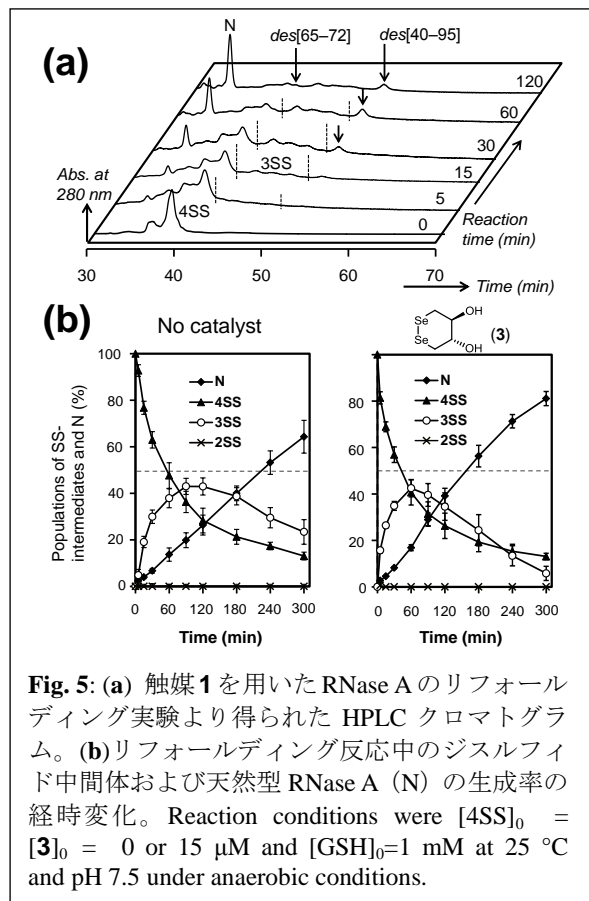 (a)
N
des[65–72]
des[40–95]
120
60
30
15
5
0
3SS
4SS
Abs. at
280 nm
Reaction
time (min)
30
40
50
60
70
Time (min)
(b)
No catalyst
OH
Se
Se
OH
(3)
Populations of SS-
intermediates and N (%)
100
80
60
40
20
0
N
4SS
3SS
2SS
0 60 120 180 240 300
Time (min)
100
80
60
40
20
0
N
4SS
3SS
2SS
0 60 120 180 240 300
Time (min)
Fig. 5: (a) 触媒1を用いたRNase Aのリフォール
ディング実験より得られた HPLC クロマトグラ
ム。(b)リフォールディング反応中のジスルフィ
ド中間体および天然型 RNase A(N)の生成率の
経時変化。Reaction conditions were [4SS]0 =
[3]0 = 0 or 15 μM and [GSH]0=1 mM at 25 °C
and pH 7.5 under anaerobic conditions.